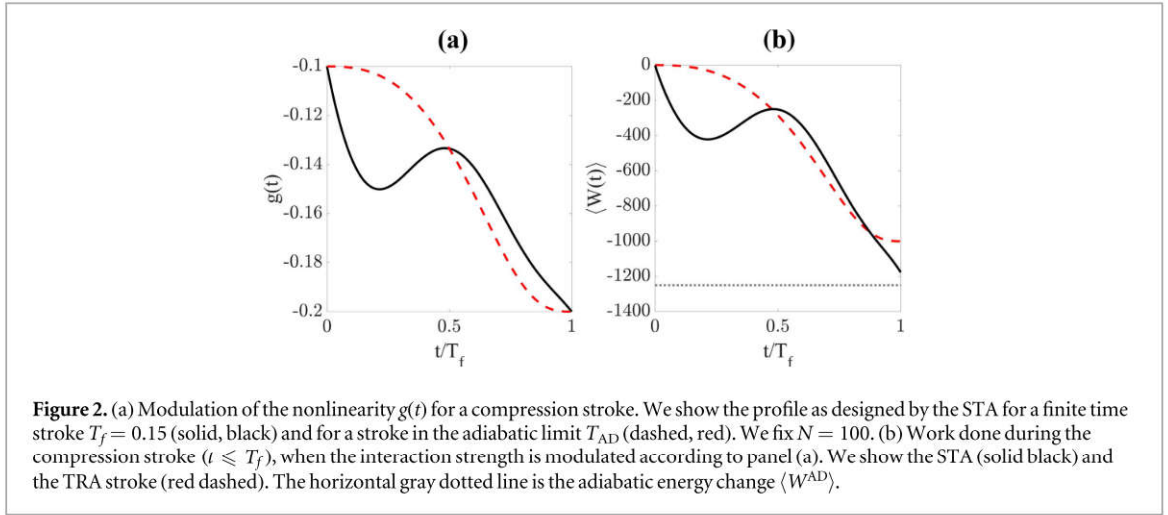 (a)
(b)
-0.1
-0.12
-0.14
-0.16
-0.18
-0.2
g(t)
0
0.5
1
t/T_f
0
-200
-400
-600
-800
-1000
-1200
-1400
⟨W(t)⟩
0
0.5
1
t/T_f
Figure 2. (a) Modulation of the nonlinearity g(t) for a compression stroke. We show the profile as designed by the STA for a finite time
stroke T_f = 0.15 (solid, black) and for a stroke in the adiabatic limit T_AD (dashed, red). We fix N = 100. (b) Work done during the
compression stroke (t ⩽ T_f), when the interaction strength is modulated according to panel (a). We show the STA (solid black) and
the TRA stroke (red dashed). The horizontal gray dotted line is the adiabatic energy change ⟨W^AD⟩.